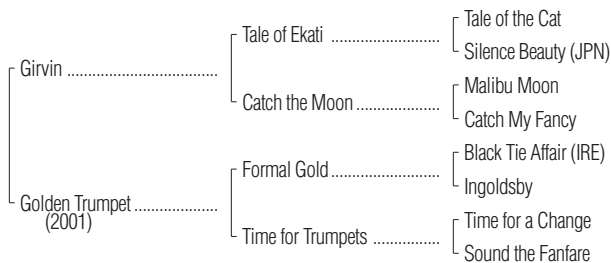 Tale of the Cat
Tale of Ekati ..............................
Silence Beauty (JPN)
Girvin ..........................................
Malibu Moon
Catch the Moon .......................
Catch My Fancy
Black Tie Affair (IRE)
Formal Gold ..............................
Ingoldsby
Golden Trumpet .......................
(2001)
Time for a Change
Time for Trumpets ..................
Sound the Fanfare